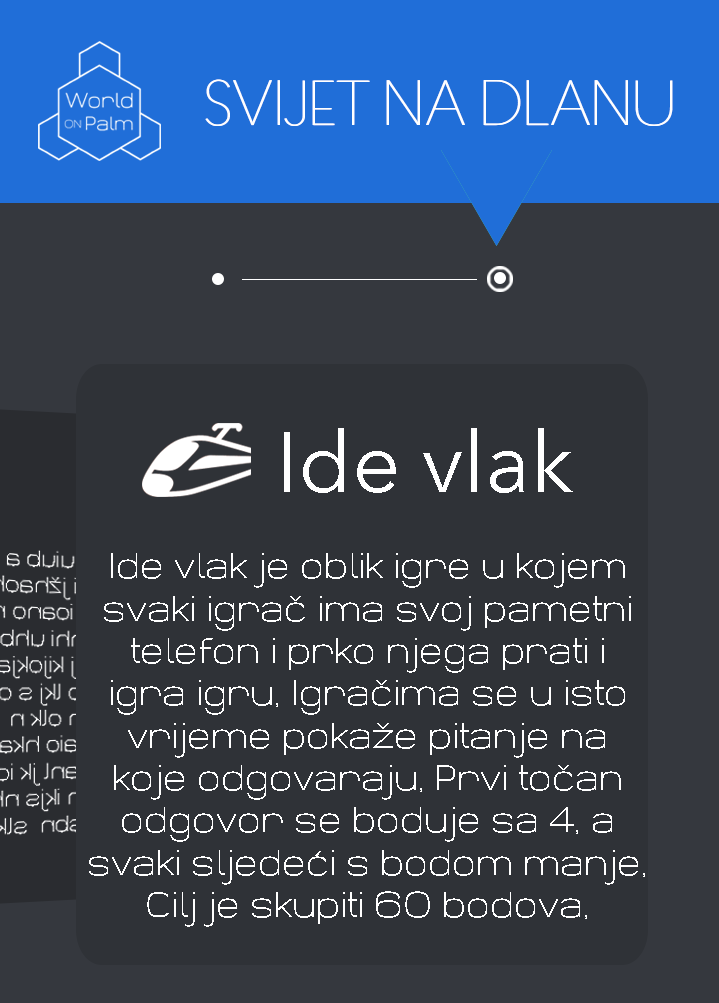 World
ON Palm
SVIJET NA DLANU
Ide vlak
Ide vlak je oblik igre u kojem
svaki igrač ima svoj pametni
telefon i prko njega prati i
igra igru. Igračima se u isto
vrijeme pokaže pitanje na
koje odgovaraju. Prvi točan
odgovor se boduje sa 4, a
svaki sljedeći s bodom manje.
Cilj je skupiti 60 bodova.